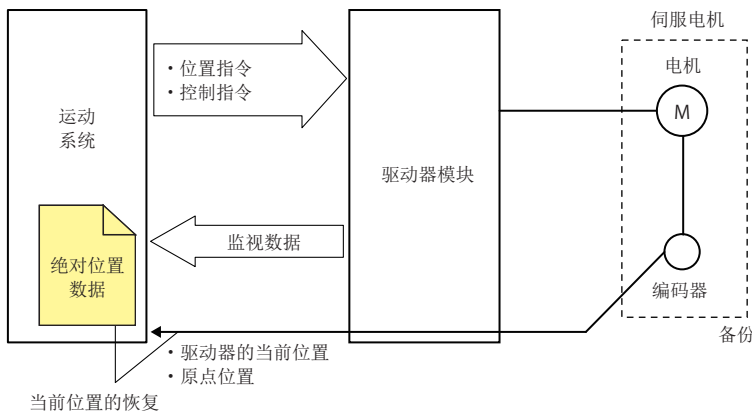 伺服电机
电机
M
・位置指令
・控制指令
运动
系统
驱动器模块
监视数据
绝对位置
数据
编码器
备份
・驱动器的当前位置
・原点位置
当前位置的恢复